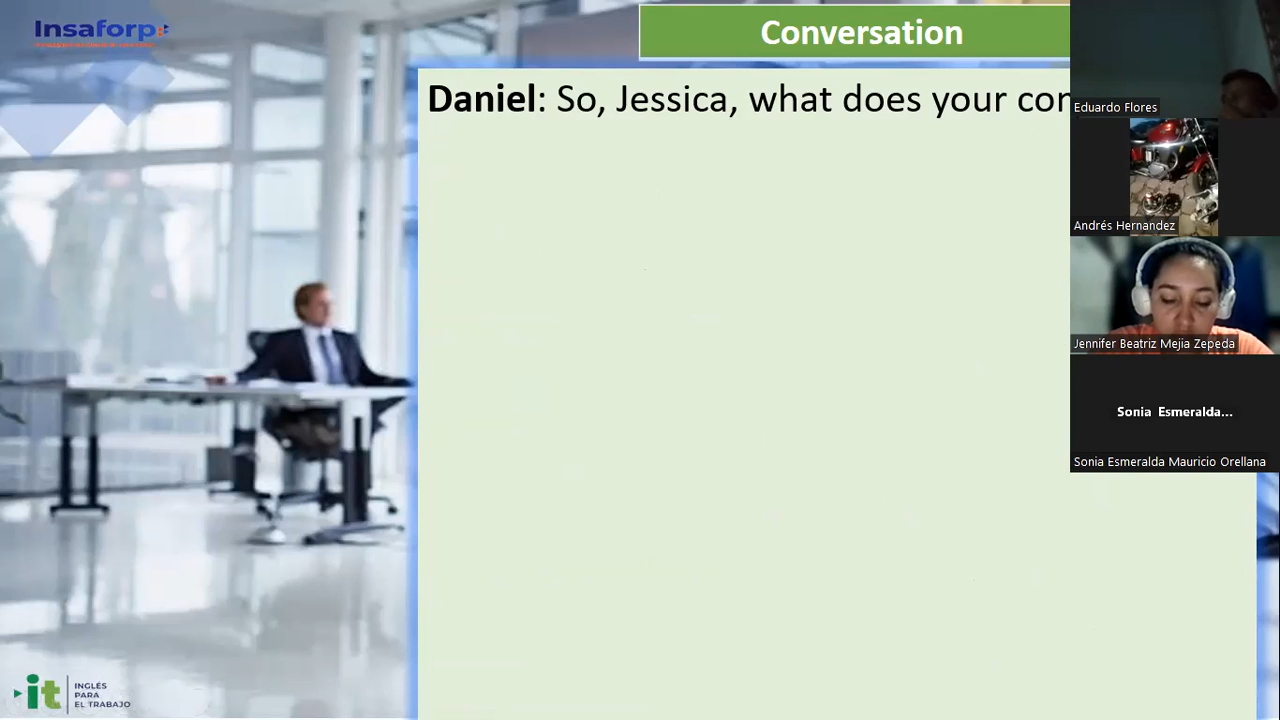 Insaforp
Conversation
Daniel: So, Jessica, what does your con
Eduardo Flores
Andrés Hernandez
Jennifer Beatriz Mejia Zepeda
Sonia Esmeralda...
Sonia Esmeralda Mauricio Orellana
it
INGLÉS
PARA
EL TRABAJO